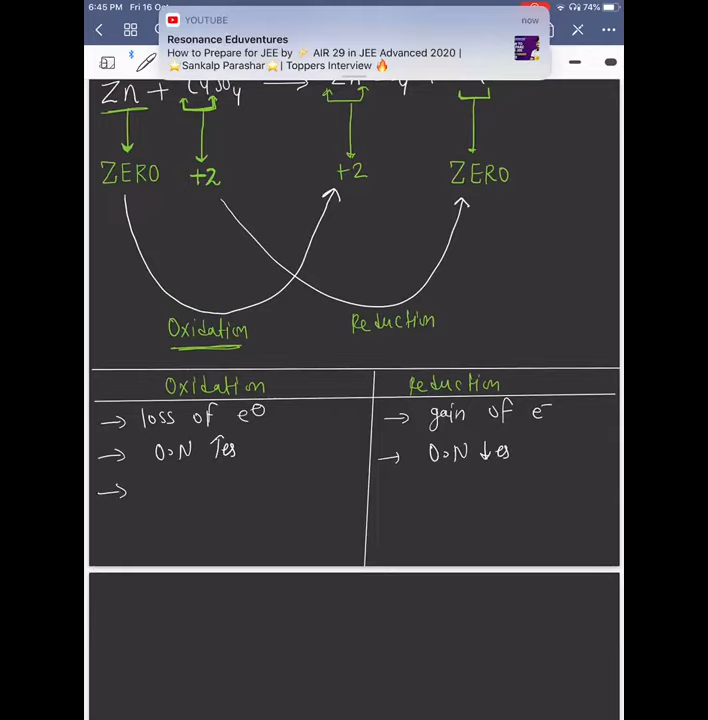 6:45 PM Fri 16 Oc 74%
YOUTUBE now
Resonance Eduventures
How to Prepare for JEE by ✨ AIR 29 in JEE Advanced 2020 |
⭐Sankalp Parashar⭐| Toppers Interview 🔥
Zn +
ZERO +2 +2 ZERO
Oxidation Reduction
Oxidation Reduction
→ loss of e⊖ → gain of e⁻
→ O.N ↑es → O.N ↓es
→